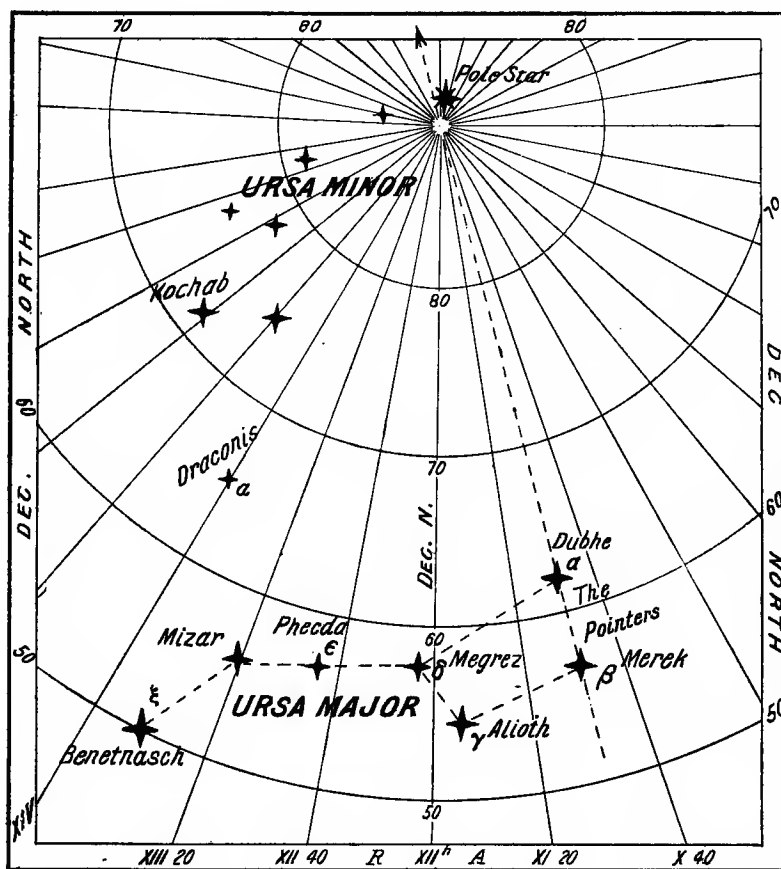 70 80 80
Pole Star
URSA MINOR
70
NORTH
Kochab
80
DEC
60
DEC.
Draconis
α
70
DEC. N.
60
NORTH
Dubhe
α
The
Pointers
Mizar
Phecda
ε
60
δ Megrez
β Merek
50
50
ξ
URSA MAJOR
γ Alioth
Benetnasch
50
XIV
XIII 20 XII 40 R XIIʰ A XI 20 X 40